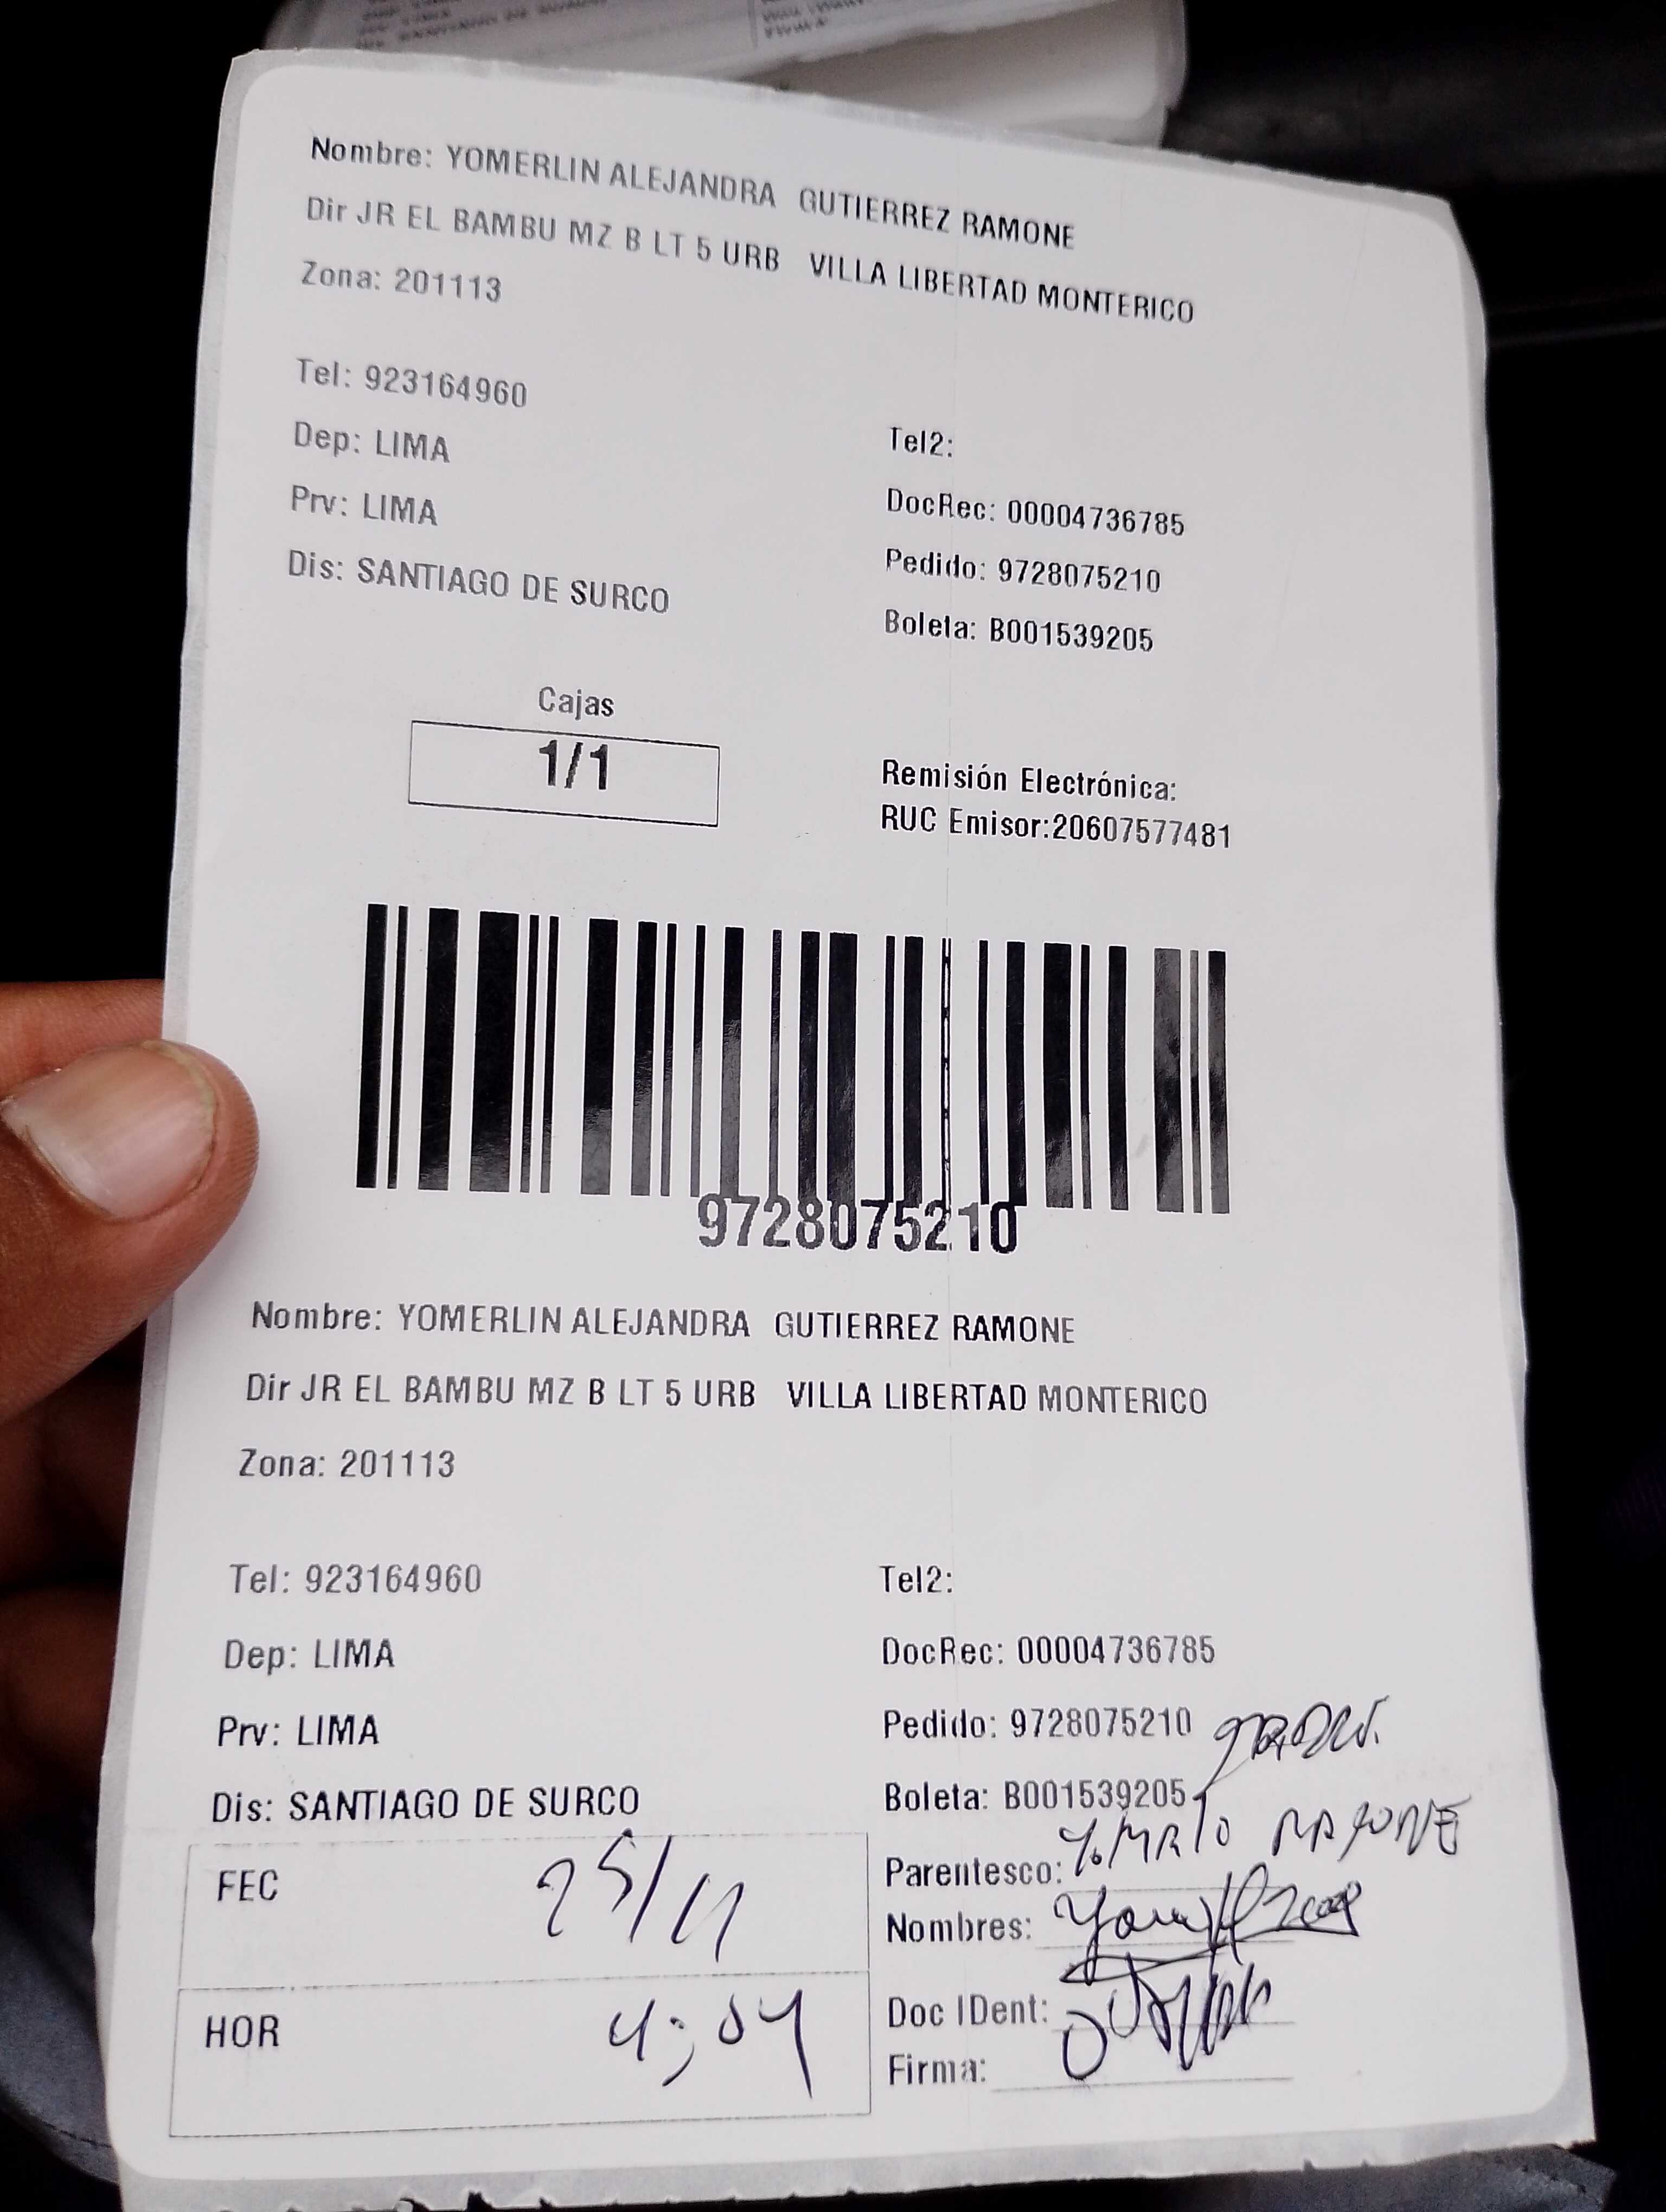 Nombre: YOMERLIN ALEJANDRA GUTIERREZ RAMONE
Dir JR EL BAMBU MZ B LT 5 URB VILLA LIBERTAD MONTERICO
Zona: 201113
Tel: 923164960
Tel2:
Dep: LIMA
DocRec: 00004736785
Prv: LIMA
Pedido: 9728075210
Dis: SANTIAGO DE SURCO
Boleta: B001539205
Cajas
1/1
Remisión Electrónica:
RUC Emisor:20607577481
9728075210
Nombre: YOMERLIN ALEJANDRA GUTIERREZ RAMONE
Dir JR EL BAMBU MZ B LT 5 URB VILLA LIBERTAD MONTERICO
Zona: 201113
Tel: 923164960
Tel2:
Dep: LIMA
DocRec: 00004736785
Prv: LIMA
Pedido: 9728075210
Dis: SANTIAGO DE SURCO
Boleta: B001539205
FEC 25/11
Parentesco:
Nombres:
HOR 4:04
Doc IDent:
Firma: